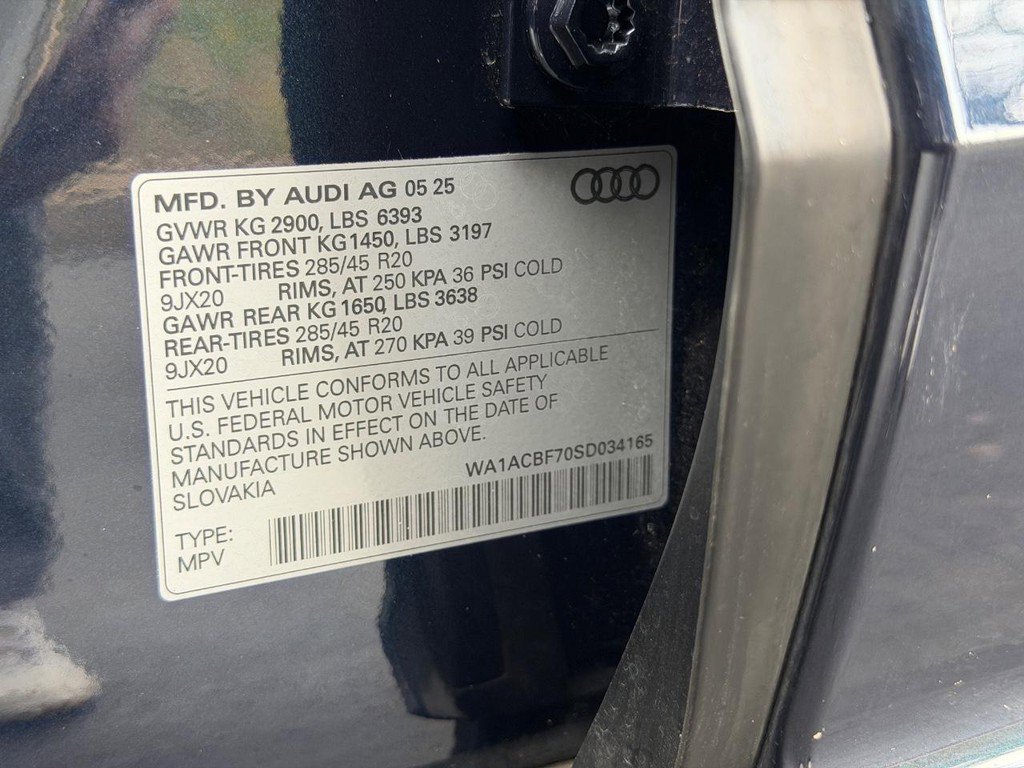 MFD. BY AUDI AG 05 25
GVWR KG 2900, LBS 6393
GAWR FRONT KG 1450, LBS 3197
FRONT-TIRES 285/45 R20
9JX20 RIMS, AT 250 KPA 36 PSI COLD
GAWR REAR KG 1650, LBS 3638
REAR-TIRES 285/45 R20
9JX20 RIMS, AT 270 KPA 39 PSI COLD
THIS VEHICLE CONFORMS TO ALL APPLICABLE
U.S. FEDERAL MOTOR VEHICLE SAFETY
STANDARDS IN EFFECT ON THE DATE OF
MANUFACTURE SHOWN ABOVE.
SLOVAKIA
WA1ACBF70SD034165
TYPE:
MPV